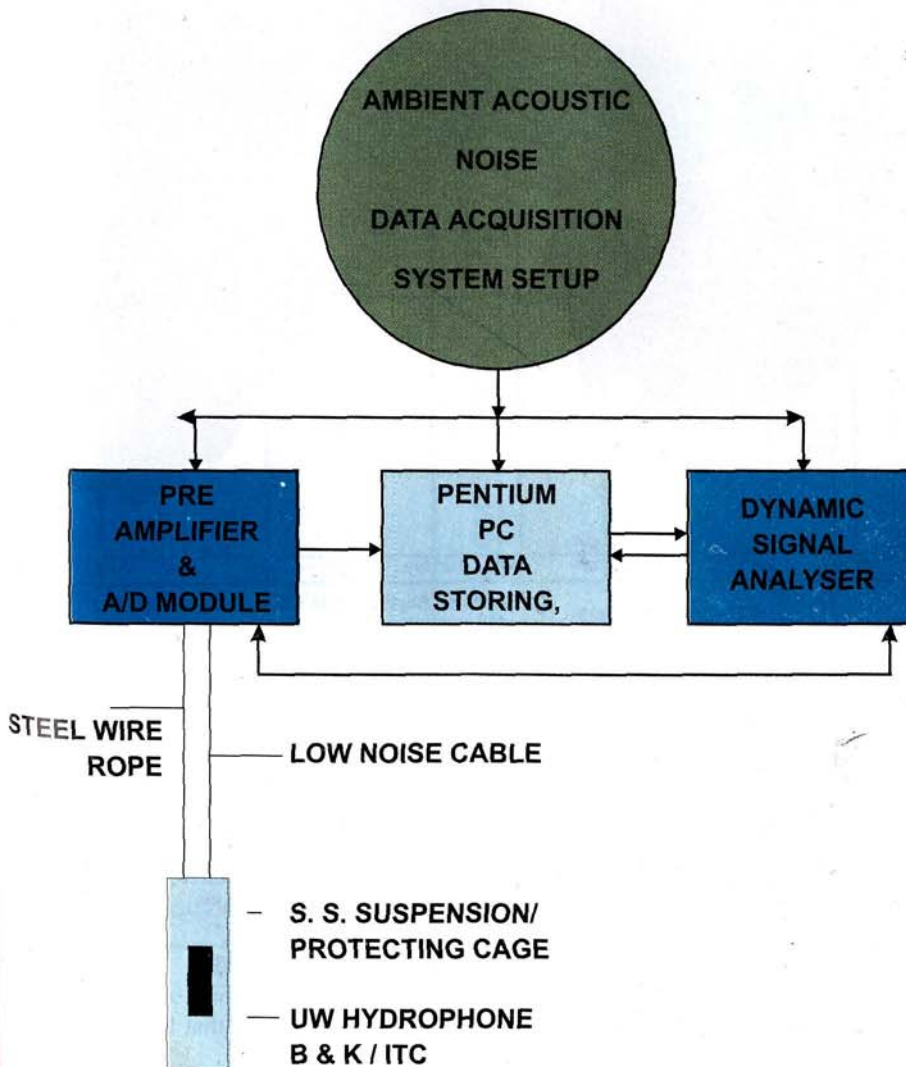 AMBIENT ACOUSTIC
NOISE
DATA ACQUISITION
SYSTEM SETUP
PRE
AMPLIFIER
&
A/D MODULE
PENTIUM
PC
DATA
STORING,
DYNAMIC
SIGNAL
ANALYSER
STEEL WIRE
ROPE
LOW NOISE CABLE
S. S. SUSPENSION/
PROTECTING CAGE
UW HYDROPHONE
B & K / ITC